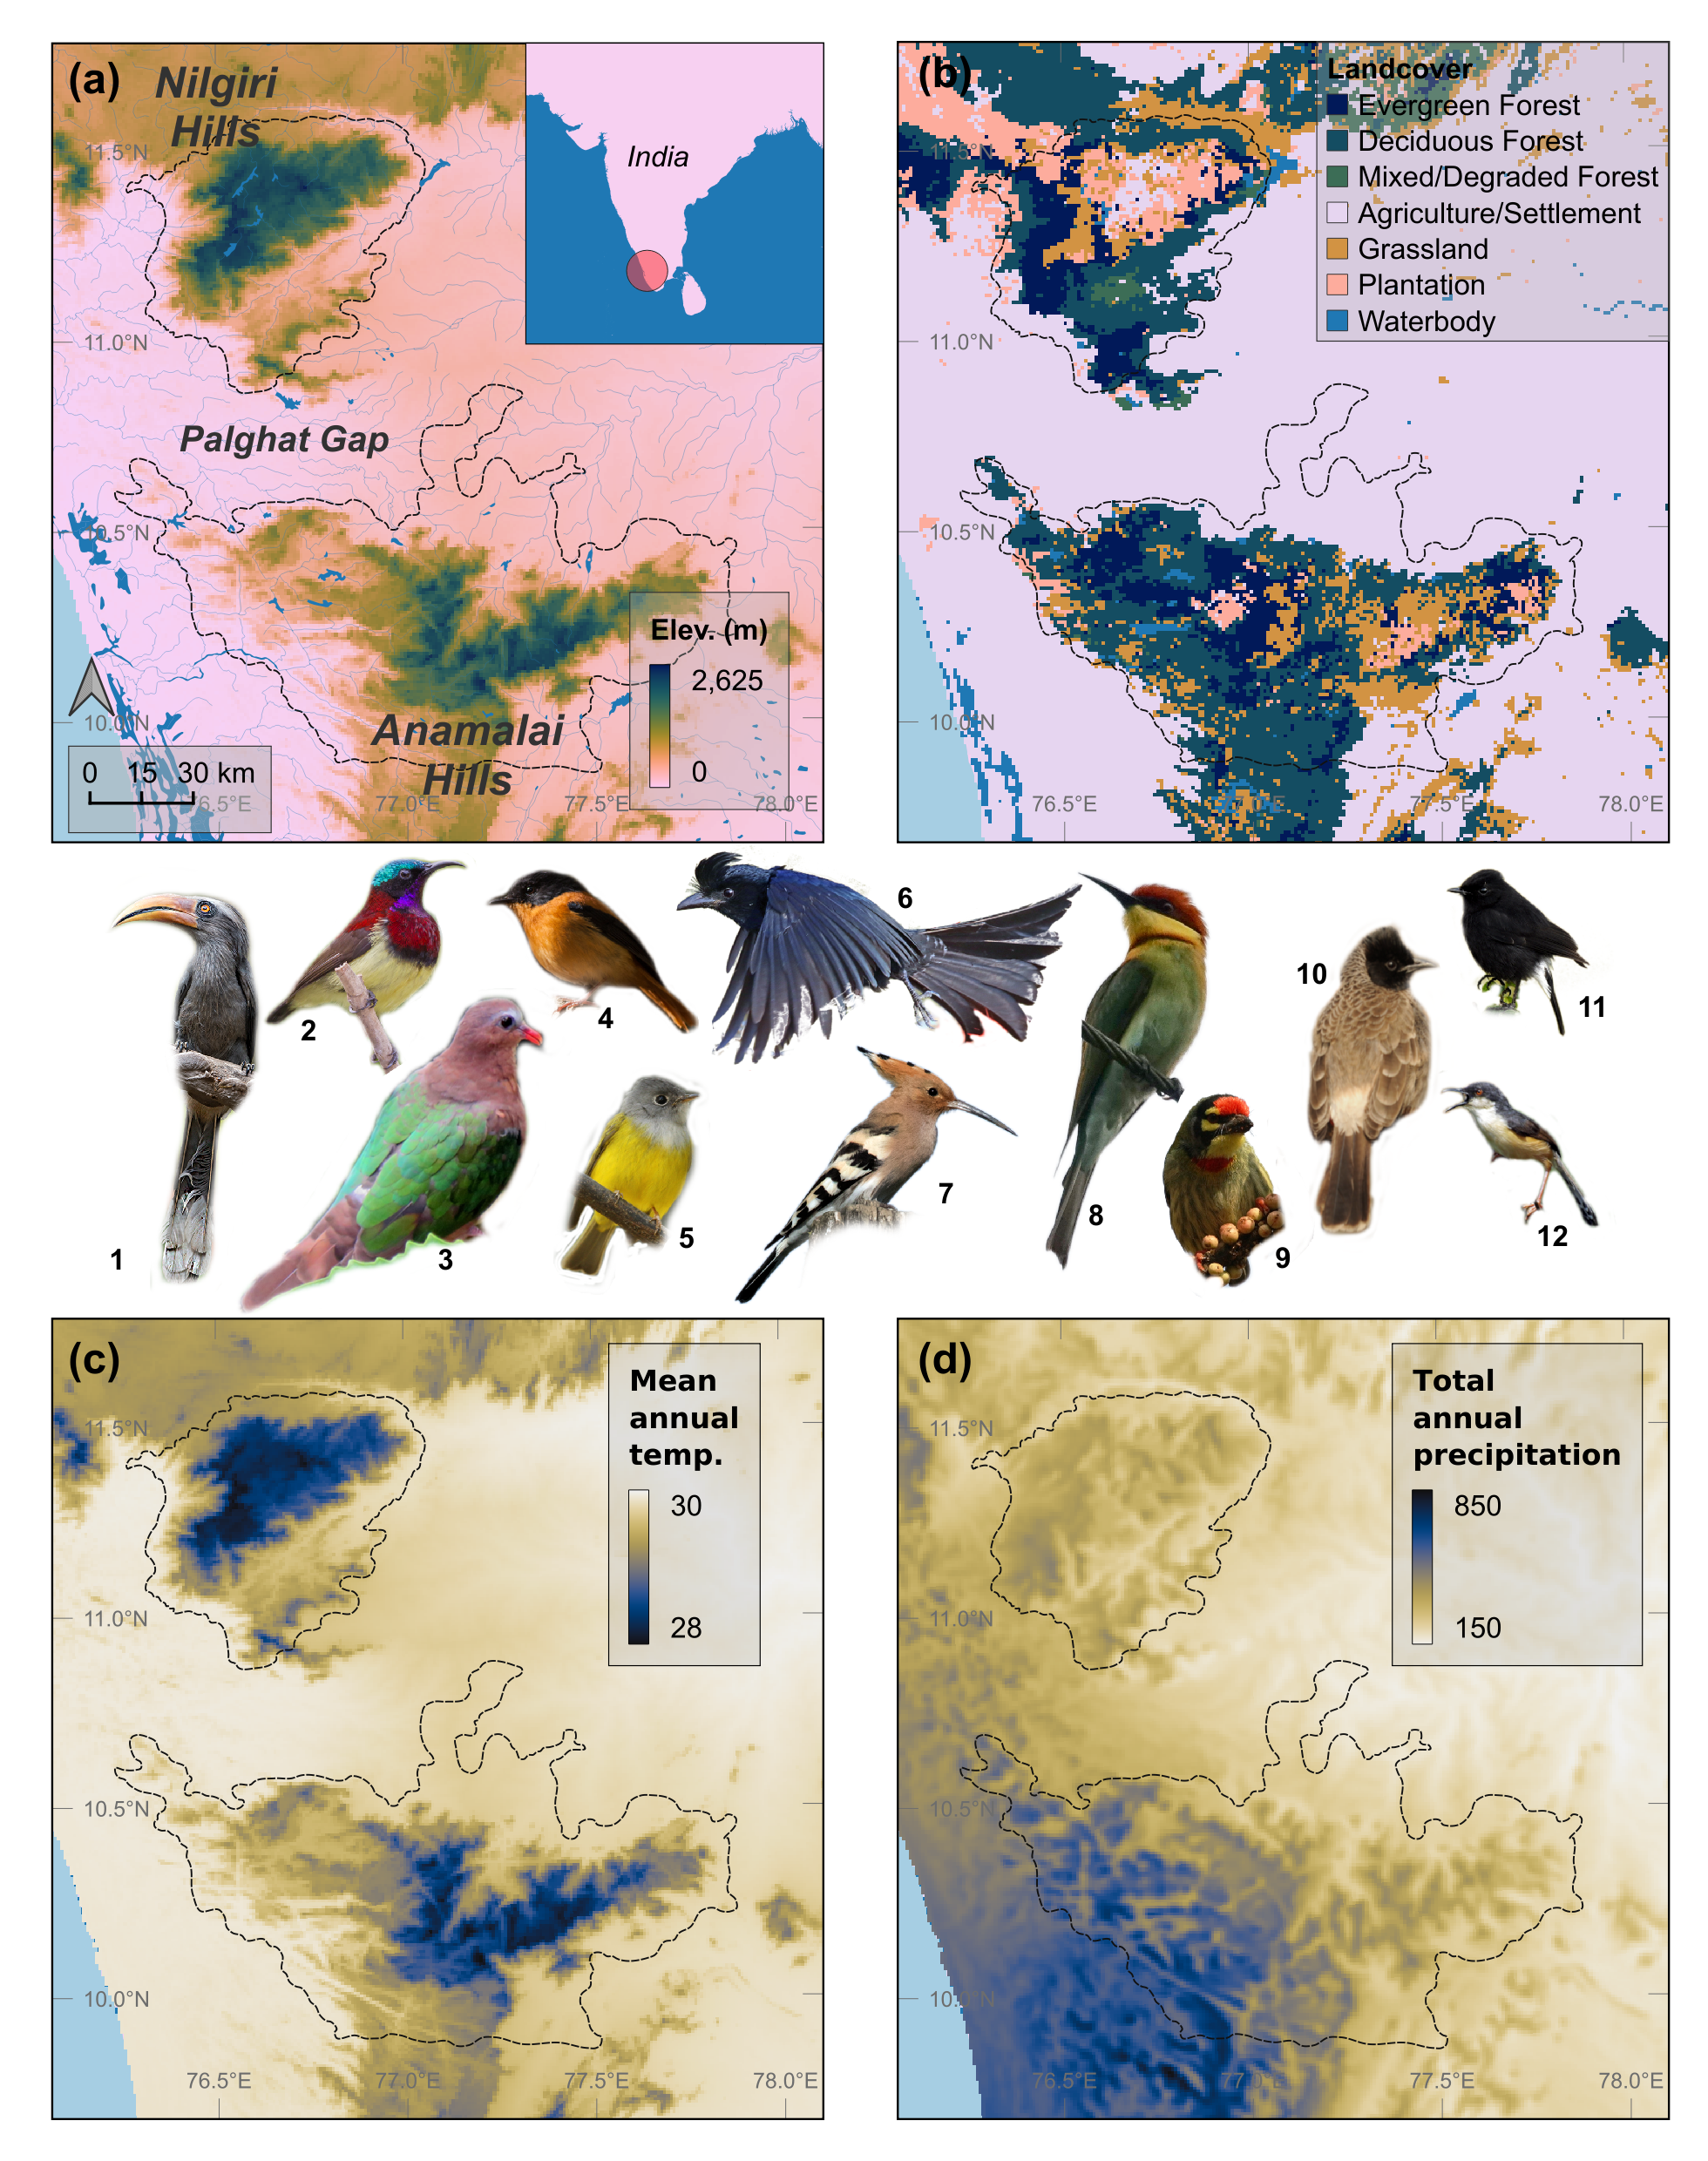 (a)
Nilgiri
Hills
India
11.5°N
11.0°N
Palghat Gap
10.5°N
10.0°N
Anamalai
Hills
Elev. (m)
2,625
0
0 15 30 km
76.5°E 77.0°E 77.5°E 78.0°E
(b)
Landcover
Evergreen Forest
Deciduous Forest
Mixed/Degraded Forest
Agriculture/Settlement
Grassland
Plantation
Waterbody
11.5°N
11.0°N
10.5°N
10.0°N
76.5°E 77.0°E 77.5°E 78.0°E
1
2
3
4
5
6
7
8
9
10
11
12
(c)
Mean
annual
temp.
30
28
11.5°N
11.0°N
10.5°N
10.0°N
76.5°E 77.0°E 77.5°E 78.0°E
(d)
Total
annual
precipitation
850
150
11.5°N
11.0°N
10.5°N
10.0°N
76.5°E 77.0°E 77.5°E 78.0°E